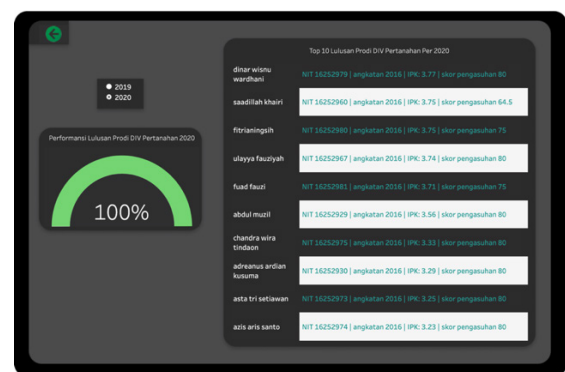 Top 10 Lulusan Prodi DIV Pertanahan Per 2020
2019
2020
Performansi Lulusan Prodi DIV Pertanahan 2020
100%
dinar wisnu
wardhani
NIT 16252979 | angkatan 2016 | IPK: 3.77 | skor pengasuhan 80
saadillah khairi
NIT 16252960 | angkatan 2016 | IPK: 3.75 | skor pengasuhan 64.5
fitrianingsih
NIT 16252980 | angkatan 2016 | IPK: 3.75 | skor pengasuhan 75
ulayya fauziyah
NIT 16252967 | angkatan 2016 | IPK: 3.74 | skor pengasuhan 80
fuad fauzi
NIT 16252981 | angkatan 2016 | IPK: 3.71 | skor pengasuhan 75
abdul muzil
NIT 16252929 | angkatan 2016 | IPK: 3.56 | skor pengasuhan 80
chandra wira
tindaon
NIT 16252975 | angkatan 2016 | IPK: 3.33 | skor pengasuhan 80
adreanus ardian
kusuma
NIT 16252930 | angkatan 2016 | IPK: 3.29 | skor pengasuhan 80
asta tri setiawan
NIT 16252973 | angkatan 2016 | IPK: 3.25 | skor pengasuhan 80
azis aris santo
NIT 16252974 | angkatan 2016 | IPK: 3.23 | skor pengasuhan 80